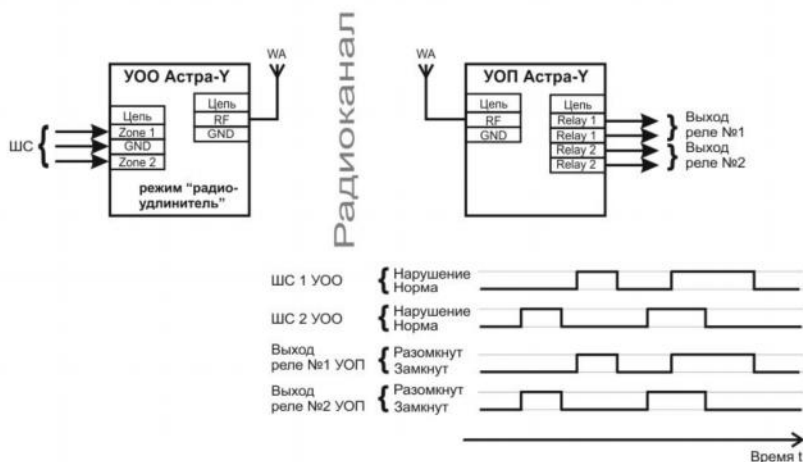 Радиоканал
УОО Астра-Y
WA
Цепь
Zone 1
GND
Zone 2
ШС
Цепь
RF
GND
режим "радио-
удлинитель"
WA
УОП Астра-Y
Цепь
RF
GND
Цепь
Relay 1
Relay 1
Relay 2
Relay 2
Выход
реле №1
Выход
реле №2
ШС 1 УОО
Нарушение
Норма
ШС 2 УОО
Нарушение
Норма
Выход
реле №1 УОП
Разомкнут
Замкнут
Выход
реле №2 УОП
Разомкнут
Замкнут
Время t